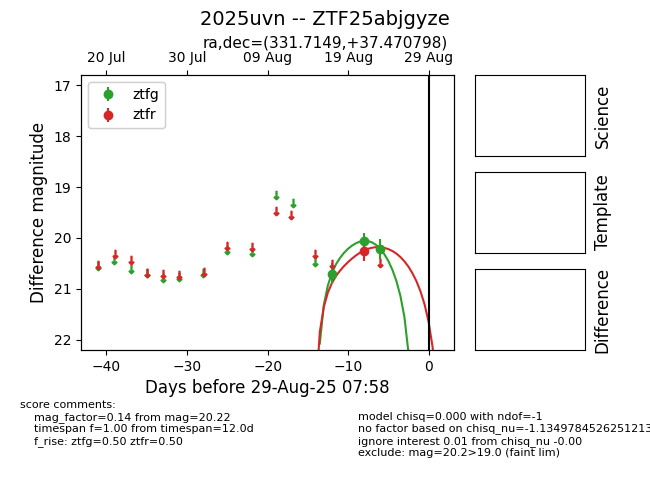 2025uvn -- ZTF25abjgyze
ra,dec=(331.7149,+37.470798)
20 Jul 30 Jul 09 Aug 19 Aug 29 Aug
ztfg
ztfr
17
18
19
20
21
22
Difference magnitude
−40 −30 −20 −10 0
Days before 29-Aug-25 07:58
Science
Template
Difference
score comments:
mag_factor=0.14 from mag=20.22
timespan f=1.00 from timespan=12.0d
f_rise: ztfg=0.50 ztfr=0.50
model chisq=0.000 with ndof=-1
no factor based on chisq_nu=-1.1349784526251213
ignore interest 0.01 from chisq_nu -0.00
exclude: mag=20.2>19.0 (faint lim)